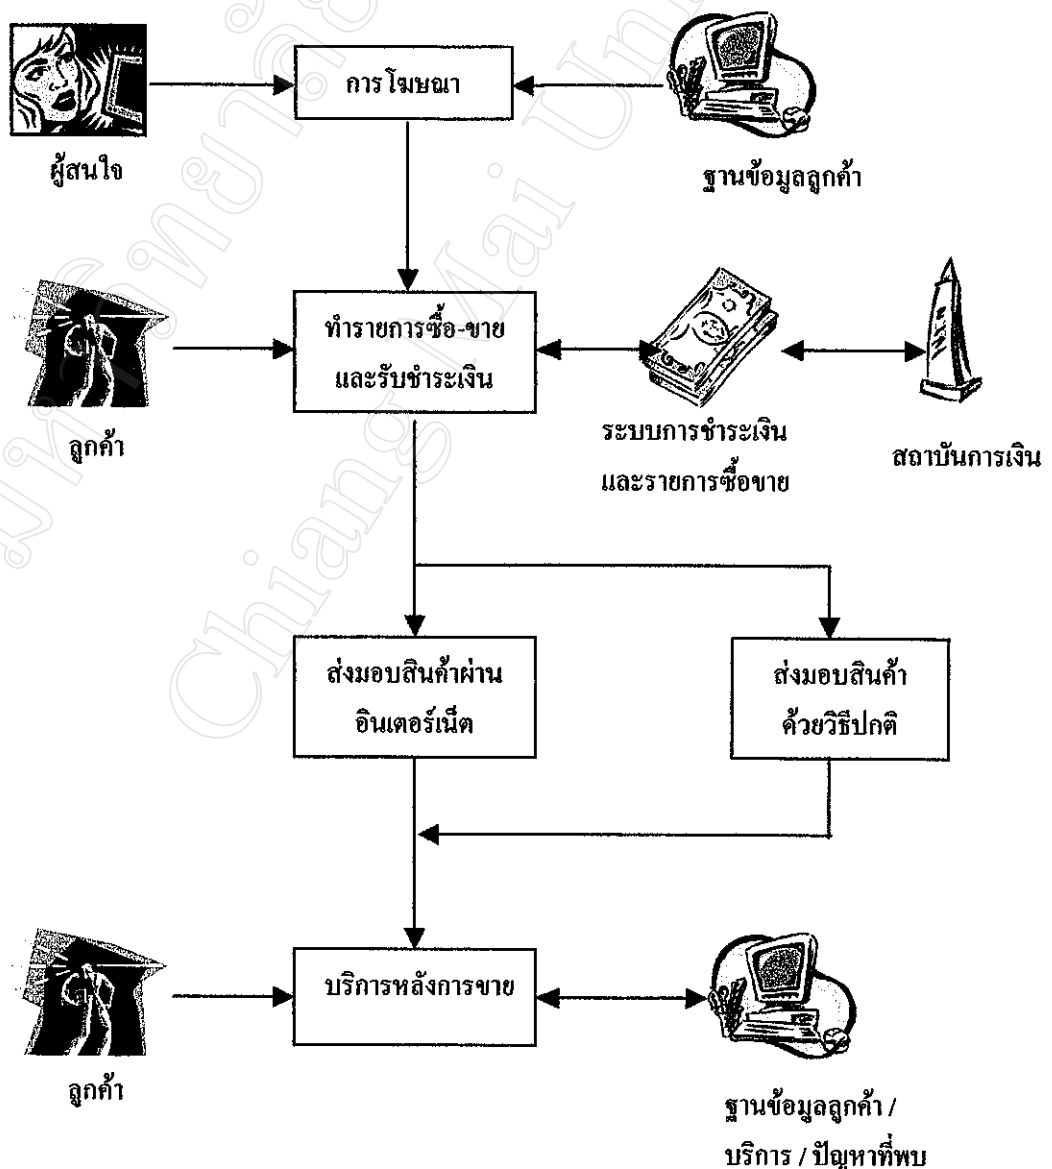 การโฆษณา
ผู้สนใจ
ฐานข้อมูลลูกค้า
ทำรายการซื้อ-ขาย
และรับชำระเงิน
ลูกค้า
ระบบการชำระเงิน
และรายการซื้อขาย
สถาบันการเงิน
ส่งมอบสินค้าผ่าน
อินเตอร์เน็ต
ส่งมอบสินค้า
ด้วยวิธีปกติ
บริการหลังการขาย
ลูกค้า
ฐานข้อมูลลูกค้า /
บริการ / ปัญหาที่พบ
Chiang Mai Uni